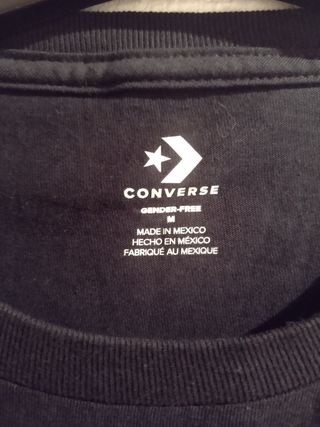 CONVERSE
GENDER-FREE
M
MADE IN MEXICO
HECHO EN MÉXICO
FABRIQUÉ AU MEXIQUE